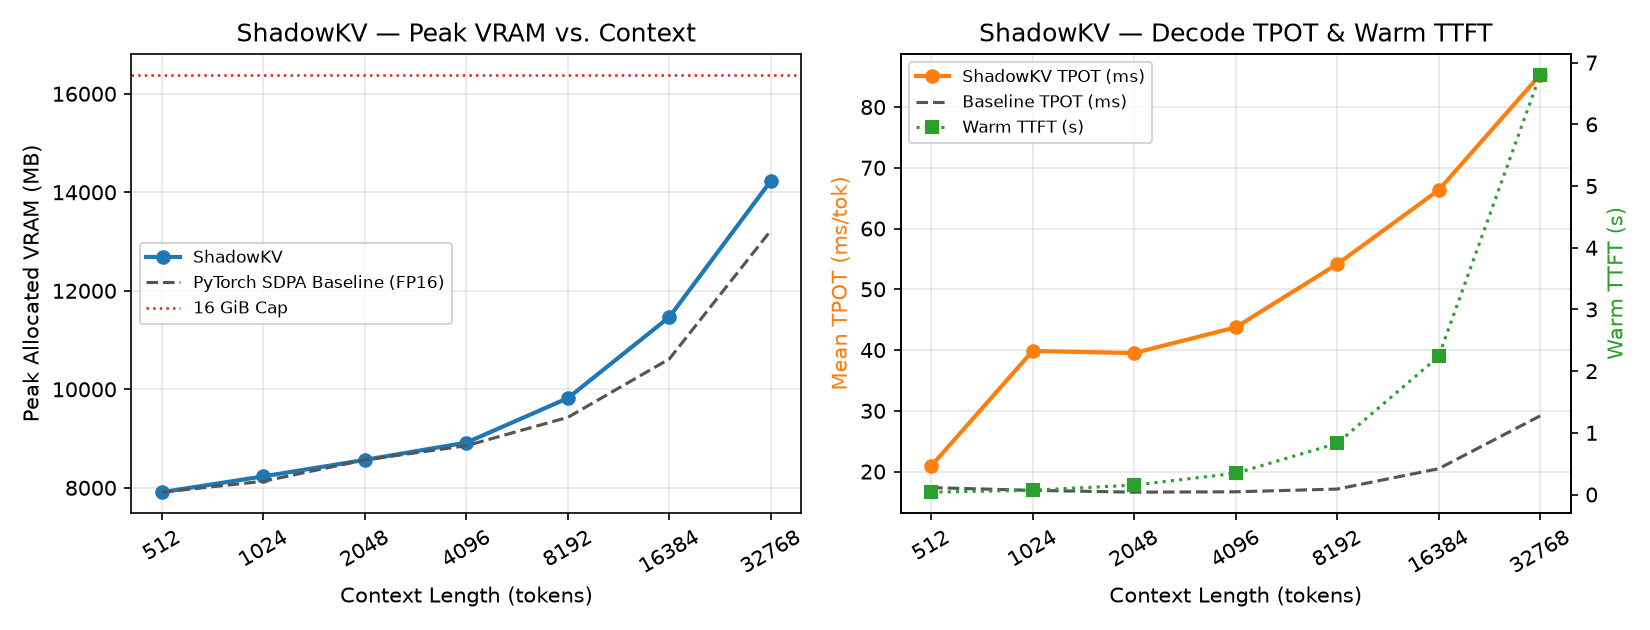 ShadowKV — Peak VRAM vs. Context
Peak Allocated VRAM (MB)
16000
14000
12000
10000
8000
ShadowKV
PyTorch SDPA Baseline (FP16)
16 GiB Cap
512
1024
2048
4096
8192
16384
32768
Context Length (tokens)
ShadowKV — Decode TPOT & Warm TTFT
Mean TPOT (ms/tok)
80
70
60
50
40
30
20
ShadowKV TPOT (ms)
Baseline TPOT (ms)
Warm TTFT (s)
7
6
5
4
3
2
1
0
Warm TTFT (s)
512
1024
2048
4096
8192
16384
32768
Context Length (tokens)